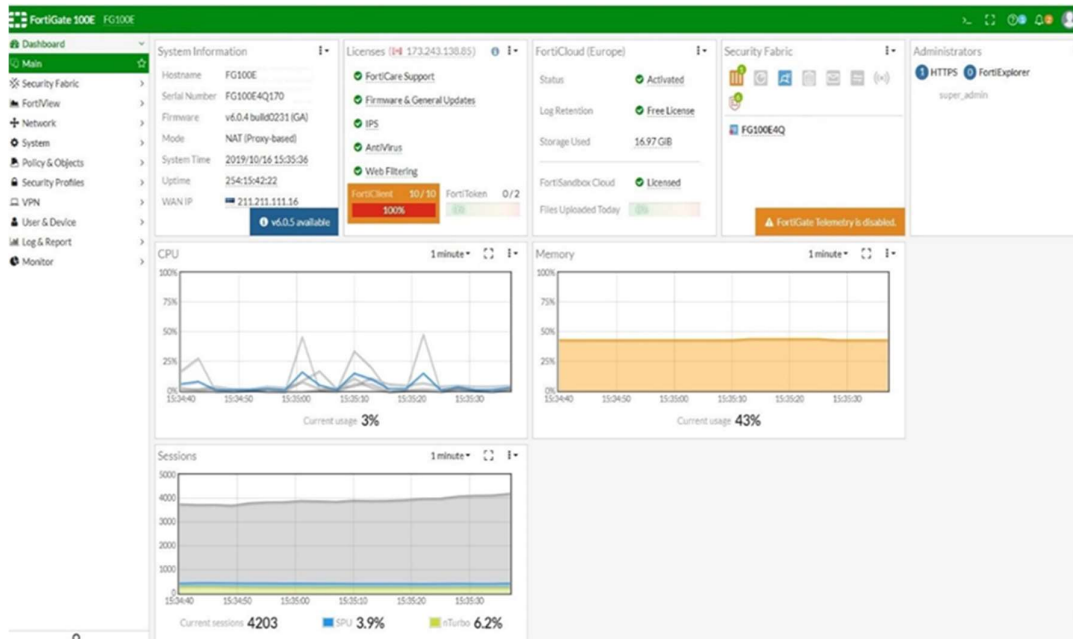 FortiGate 100E FG100E
Dashboard
Main
Security Fabric
FortiView
Network
System
Policy & Objects
Security Profiles
VPN
User & Device
Log & Report
Monitor
System Information
Hostname FG100E
Serial Number FG100E4Q170
Firmware v6.0.4 build0231 (GA)
Mode NAT (Proxy-based)
System Time 2019/10/16 15:35:36
Uptime 254:15:42:22
WAN IP 211.211.111.16
v6.0.5 available
Licenses (173.243.138.85)
FortiCare Support
Firmware & General Updates
IPS
AntiVirus
Web Filtering
FortiClient 10/10
100%
FortiToken 0/2
0%
FortiCloud (Europe)
Status Activated
Log Retention Free License
Storage Used 16.97 GiB
FortiSandbox Cloud Licensed
Files Uploaded Today 0%
Security Fabric
FG100E4Q
FortiGate Telemetry is disabled.
Administrators
1 HTTPS 0 FortiExplorer
super_admin
CPU 1 minute
100%
75%
50%
25%
0%
15:34:40 15:34:50 15:35:00 15:35:10 15:35:20 15:35:30
Current usage 3%
Memory 1 minute
100%
75%
50%
25%
0%
15:34:40 15:34:50 15:35:00 15:35:10 15:35:20 15:35:30
Current usage 43%
Sessions 1 minute
5000
4000
3000
2000
1000
0
15:34:40 15:34:50 15:35:00 15:35:10 15:35:20 15:35:30
Current sessions 4203 SPU 3.9% nTurbo 6.2%